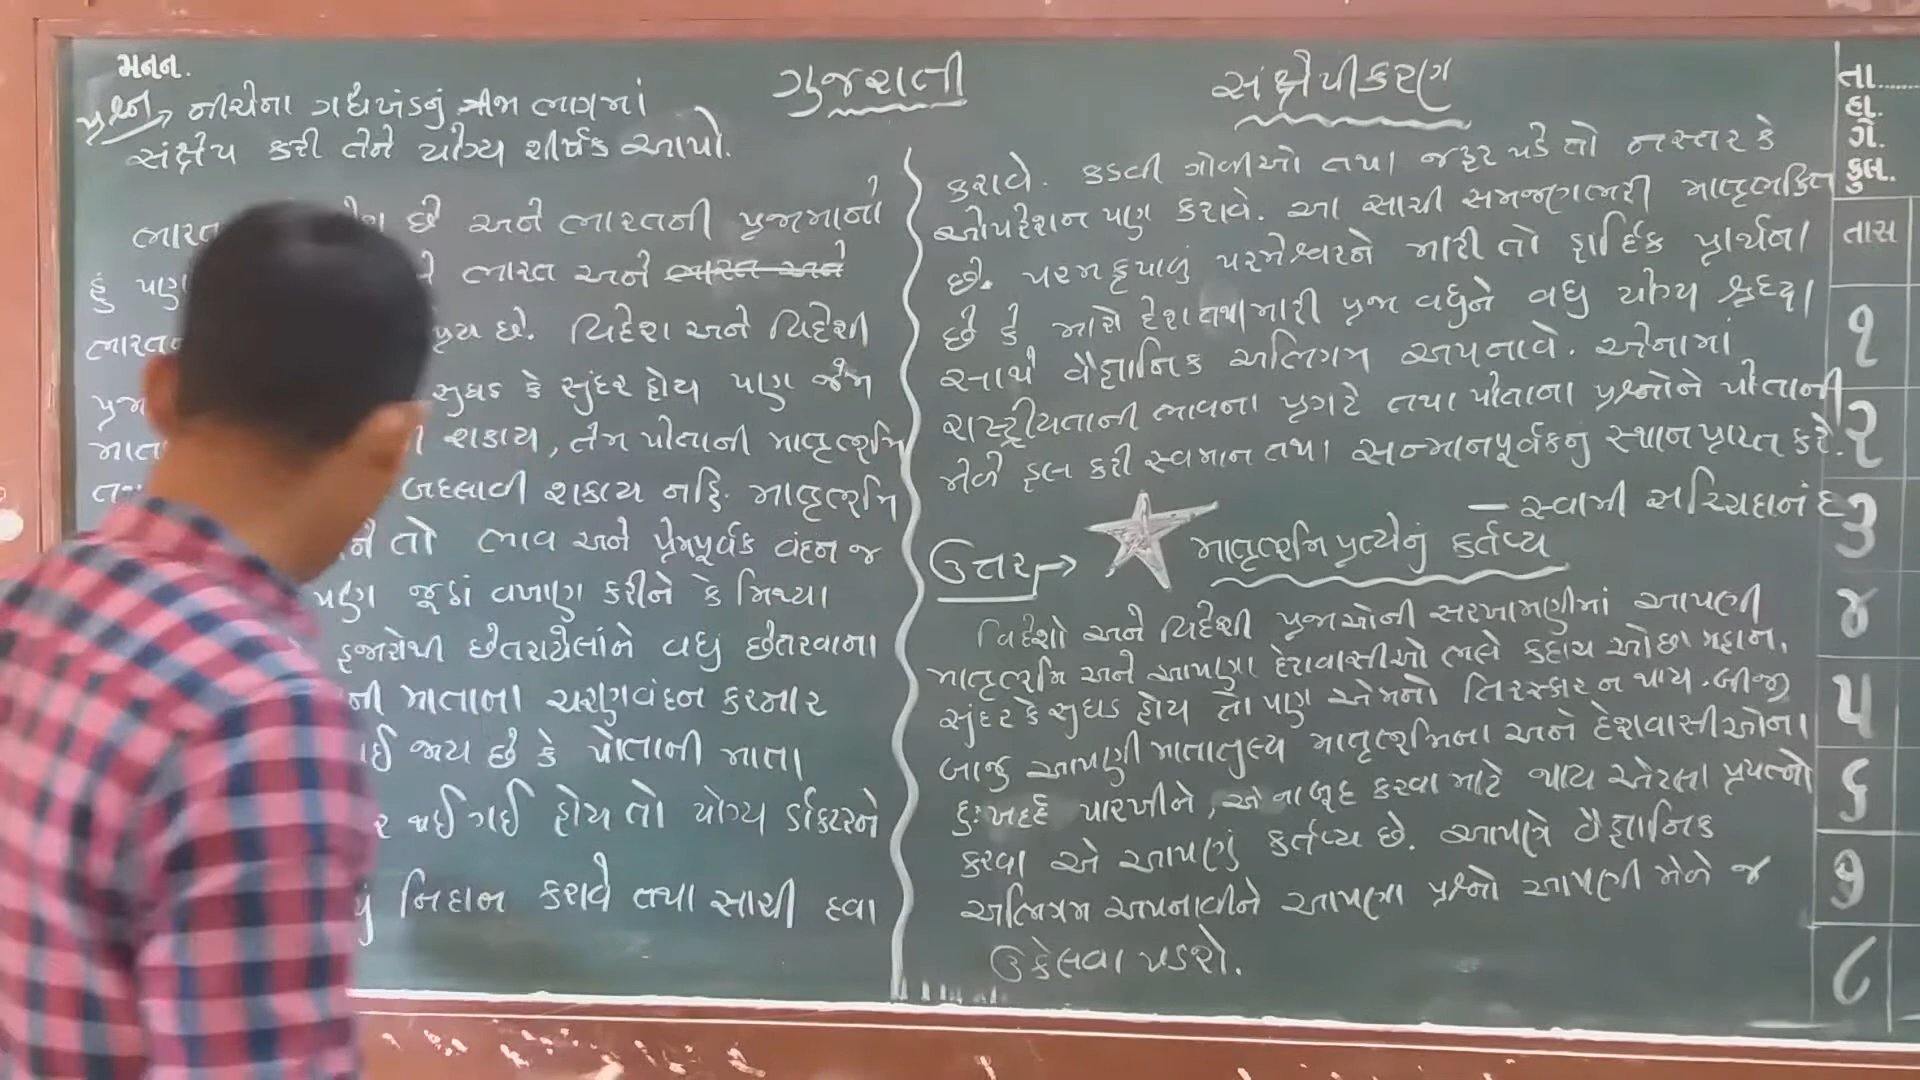 મનન.
પ્રશ્ન→ નીચેના ગદ્યખંડનું ત્રીજા ભાગમાં
સંક્ષેપ કરી તેને યોગ્ય શીર્ષક આપો.
ગુજરાતી
સંક્ષેપીકરણ
છે અને ભારતની પ્રજામાનો
હું પણ ભારત અને ભારત અને
છે. વિદેશ અને વિદેશી
સુઘડ કે સુંદર હોય પણ જેમ
શકાય, તેમ પોતાની માતૃભૂમિ
બદલાવી શકાય નહિ. માતૃભૂમિ
તો ભાવ અને પ્રેમપૂર્વક વંદન જ
પણ જૂઠાં વખાણ કરીને કે મિથ્યા
હજારોથી છેતરાયેલાંને વધુ છેતરવાના
માતાના ચરણવંદન કરનાર
જાય છે કે પોતાની માતા
થઈ ગઈ હોય તો યોગ્ય ડૉક્ટરને
નિદાન કરાવે તથા સાચી દવા
કરાવે. કડવી ગોળીઓ તથા જરૂર પડે તો નસ્તર કે
ઓપરેશન પણ કરાવે. આ સાચી સમજણભરી માતૃભક્તિ
છે. પરમ કૃપાળું પરમેશ્વરને મારી તો હાર્દિક પ્રાર્થના
છે કે મારો દેશ તથા મારી પ્રજા વધુને વધુ યોગ્ય શ્રદ્ધા
સાથે વૈજ્ઞાનિક અભિગમ અપનાવે. એનામાં
રાષ્ટ્રીયતાની ભાવના પ્રગટે તથા પોતાના પ્રશ્નોને પોતાની
મેળે હલ કરી સ્વમાન તથા સન્માનપૂર્વકનું સ્થાન પ્રાપ્ત કરે.
– સ્વામી સચ્ચિદાનંદ
ઉત્તર→ માતૃભૂમિ પ્રત્યેનું કર્તવ્ય
વિદેશો અને વિદેશી પ્રજાઓની સરખામણીમાં આપણી
માતૃભૂમિ અને આપણા દેશવાસીઓ ભલે કદાચ ઓછા મહાન,
સુંદર કે સુઘડ હોય તો પણ એમનો તિરસ્કાર ન થાય. બીજી
બાજુ આપણી માતાતુલ્ય માતૃભૂમિના અને દેશવાસીઓના
દુઃખદર્દ પારખીને, એ નાબૂદ કરવા માટે થાય એટલા પ્રયત્નો
કરવા એ આપણું કર્તવ્ય છે. આપણે વૈજ્ઞાનિક
અભિગમ અપનાવીને આપણા પ્રશ્નો આપણી મેળે જ
ઉકેલવા પડશે.
તા......
હા.
ગે.
કુલ.
તાસ
૧
૨
૩
૪
૫
૬
૭
૮